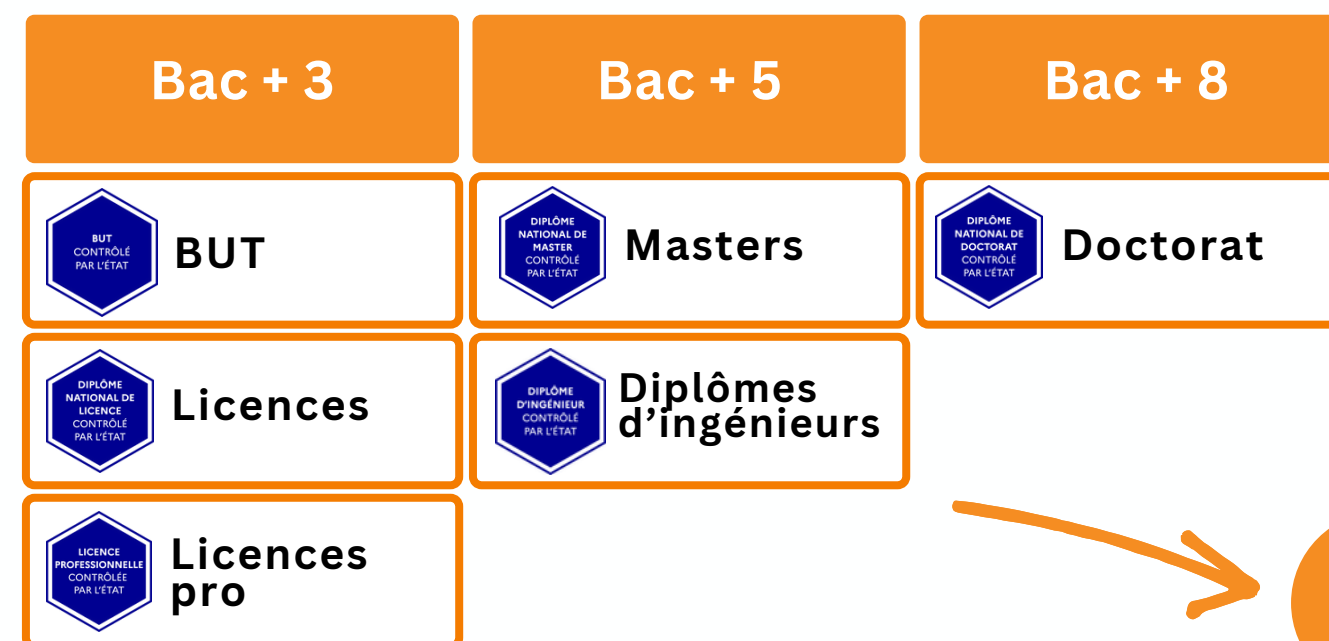 Bac + 3
Bac + 5
Bac + 8
BUT
CONTRÔLÉ
PAR L'ÉTAT
BUT
DIPLÔME
NATIONAL DE
MASTER
CONTRÔLÉ
PAR L'ÉTAT
Masters
DIPLÔME
NATIONAL DE
DOCTORAT
CONTRÔLÉ
PAR L'ÉTAT
Doctorat
DIPLÔME
NATIONAL DE
LICENCE
CONTRÔLÉ
PAR L'ÉTAT
Licences
DIPLÔME
D'INGÉNIEUR
CONTRÔLÉ
PAR L'ÉTAT
Diplômes
d’ingénieurs
LICENCE
PROFESSIONNELLE
CONTRÔLÉE
PAR L'ÉTAT
Licences
pro